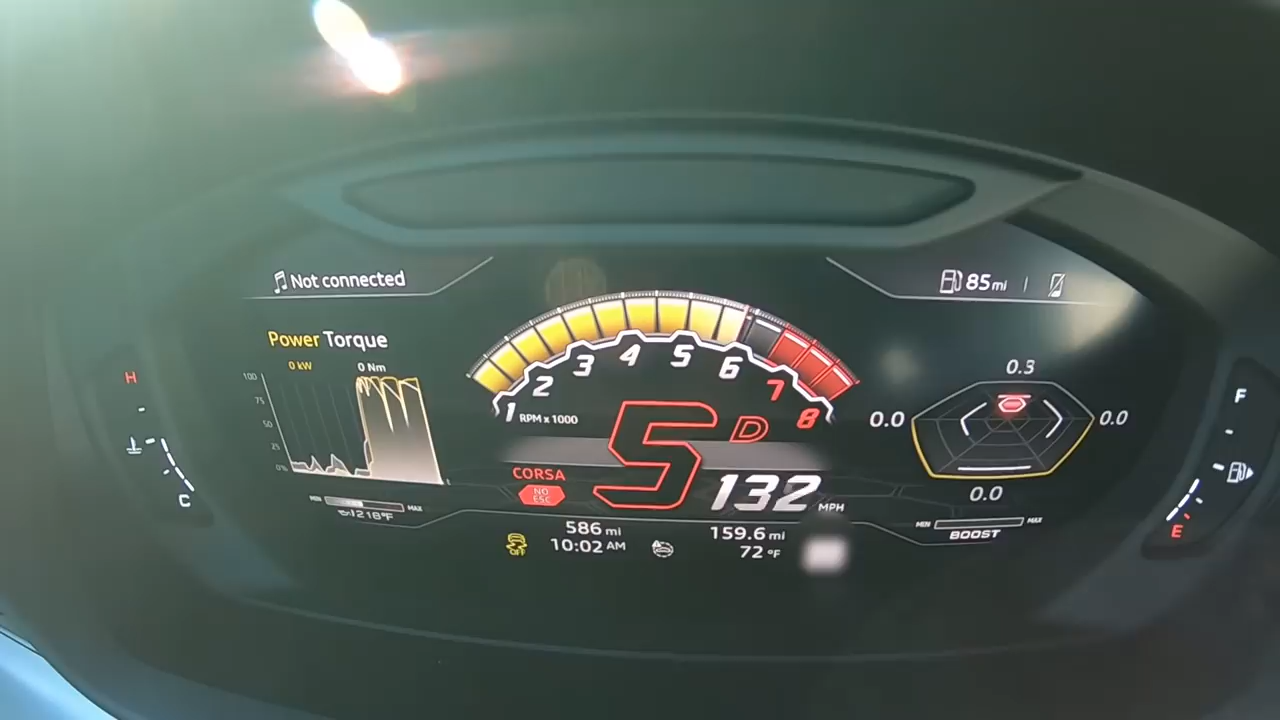 Not connected
85 mi
Power Torque
0 kW 0 Nm
100
75
50
25
0%
MIN MAX
218°F
H
C
1 2 3 4 5 6 7 8
RPM x 1000
5 D
CORSA
NO
ESC
132 MPH
OFF
586 mi
10:02 AM
159.6 mi
72 °F
0.3
0.0 0.0
0.0
MIN MAX
BOOST
F
E